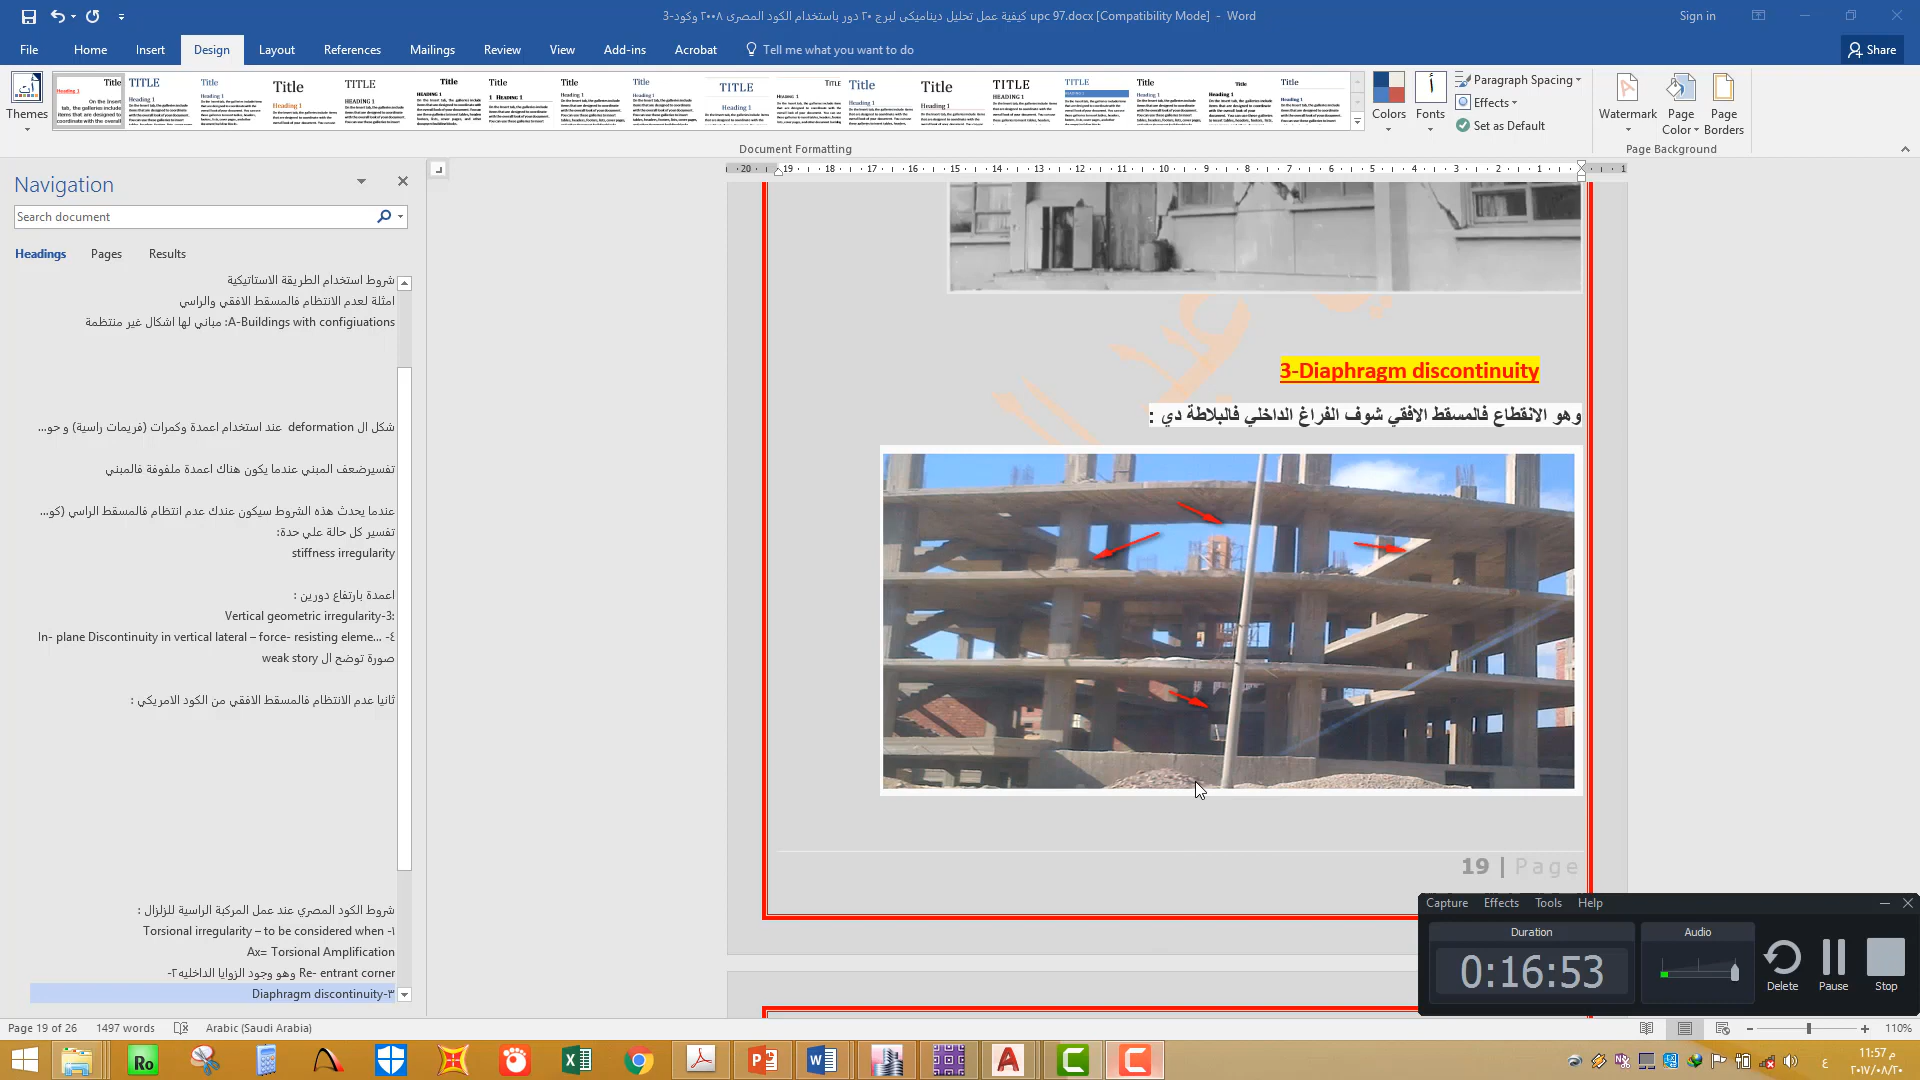 كيفية عمل تحليل ديناميكى لبرج ٢٠ دور باستخدام الكود المصرى ٢٠٠٨ وكود-3 upc 97.docx [Compatibility Mode] - Word
Sign in
File Home Insert Design Layout References Mailings Review View Add-ins Acrobat Tell me what you want to do Share
Themes
Colors
Fonts
Paragraph Spacing
Effects
Set as Default
Watermark
Page Color
Page Borders
Document Formatting
Page Background
Navigation
Search document
Headings Pages Results
شروط استخدام الطريقة الاستاتيكية
امثلة لعدم الانتظام فالمسقط الافقي والراسي
A-Buildings with configiuations: مباني لها اشكال غير منتظمة
شكل ال deformation عند استخدام اعمدة وكمرات (فريمات راسية) و حو...
تفسيرضعف المبني عندما يكون هناك اعمدة ملفوفة فالمبني
عندما يحدث هذه الشروط سيكون عندك عدم انتظام فالمسقط الراسي (كو...
تفسير كل حالة علي حدة:
stiffness irregularity
اعمدة بارتفاع دورين :
Vertical geometric irregularity-3:
In- plane Discontinuity in vertical lateral – force- resisting eleme... -٤
صورة توضح ال weak story
ثانيا عدم الانتظام فالمسقط الافقي من الكود الامريكي :
شروط الكود المصري عند عمل المركبة الراسية للزلزال :
Torsional irregularity – to be considered when -١
Ax= Torsional Amplification
Re- entrant corner وهو وجود الزوايا الداخليه٢-
Diaphragm discontinuity-٣
3-Diaphragm discontinuity
وهو الانقطاع فالمسقط الافقي شوف الفراغ الداخلي فالبلاطة دي :
19 | Page
Capture Effects Tools Help
Duration
0:16:53
Audio
Delete Pause Stop
Page 19 of 26 1497 words Arabic (Saudi Arabia)
110%
11:57 م
٢٠١٧/٠٨/٢٠